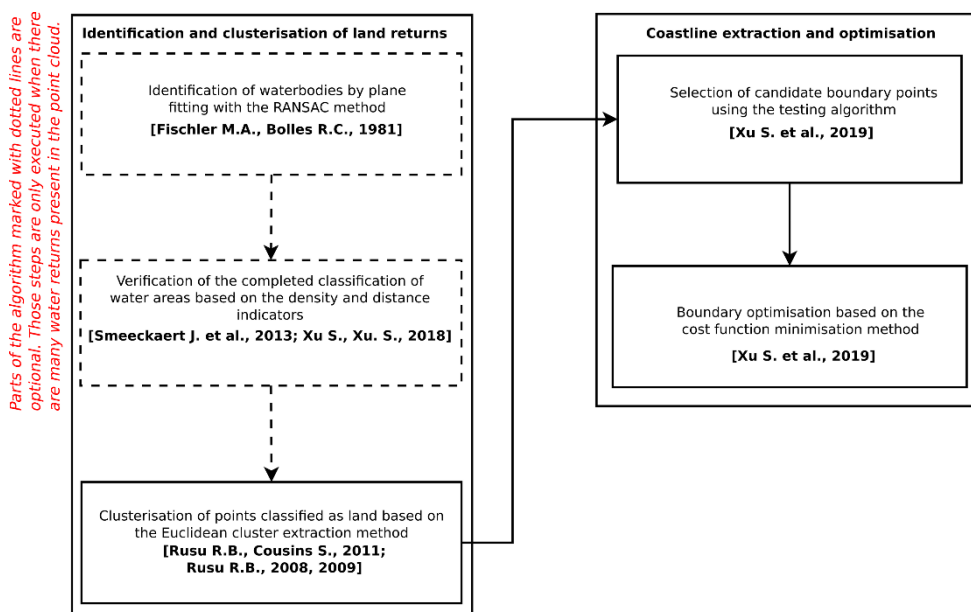 Parts of the algorithm marked with dotted lines are
optional. Those steps are only executed when there
are many water returns present in the point cloud.
Identification and clusterisation of land returns
Identification of waterbodies by plane
fitting with the RANSAC method
[Fischler M.A., Bolles R.C., 1981]
Verification of the completed classification of
water areas based on the density and distance
indicators
[Smeeckaert J. et al., 2013; Xu S., Xu. S., 2018]
Clusterisation of points classified as land based on
the Euclidean cluster extraction method
[Rusu R.B., Cousins S., 2011;
Rusu R.B., 2008, 2009]
Coastline extraction and optimisation
Selection of candidate boundary points
using the testing algorithm
[Xu S. et al., 2019]
Boundary optimisation based on the
cost function minimisation method
[Xu S. et al., 2019]